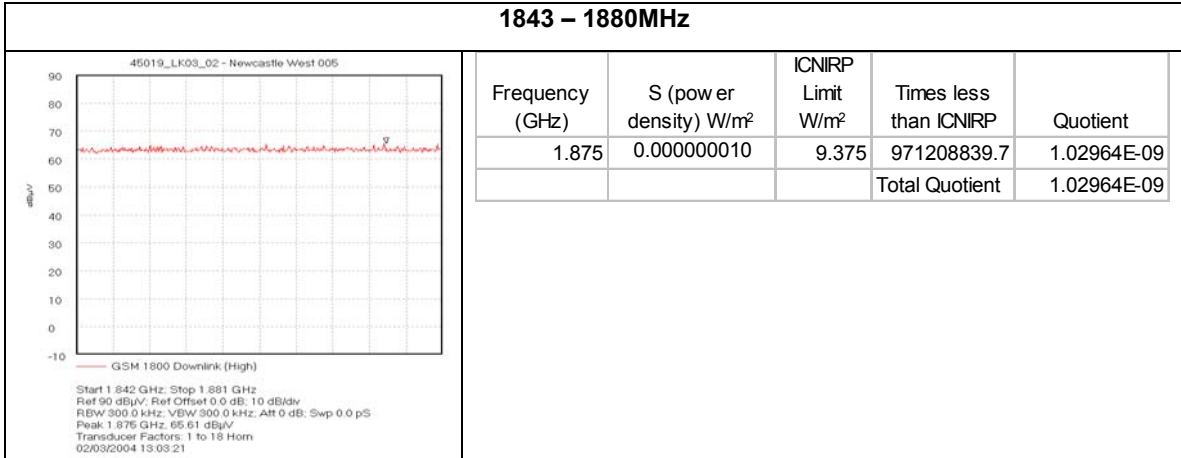 1843 – 1880MHz
45019_LK03_02 - Newcastle West 005
90
80
70
60
50
40
30
20
10
0
-10
dBµV
GSM 1800 Downlink (High)
Start 1.842 GHz; Stop 1.881 GHz
Ref 90 dBµV; Ref Offset 0.0 dB; 10 dB/div
RBW 300.0 kHz; VBW 300.0 kHz; Att 0 dB; Swp 0.0 pS
Peak 1.875 GHz, 65.61 dBµV
Transducer Factors: 1 to 18 Horn
02/03/2004 13:03:21
Frequency (GHz) S (pow er density) W/m² ICNIRP Limit W/m² Times less than ICNIRP Quotient
1.875 0.000000010 9.375 971208839.7 1.02964E-09
Total Quotient 1.02964E-09